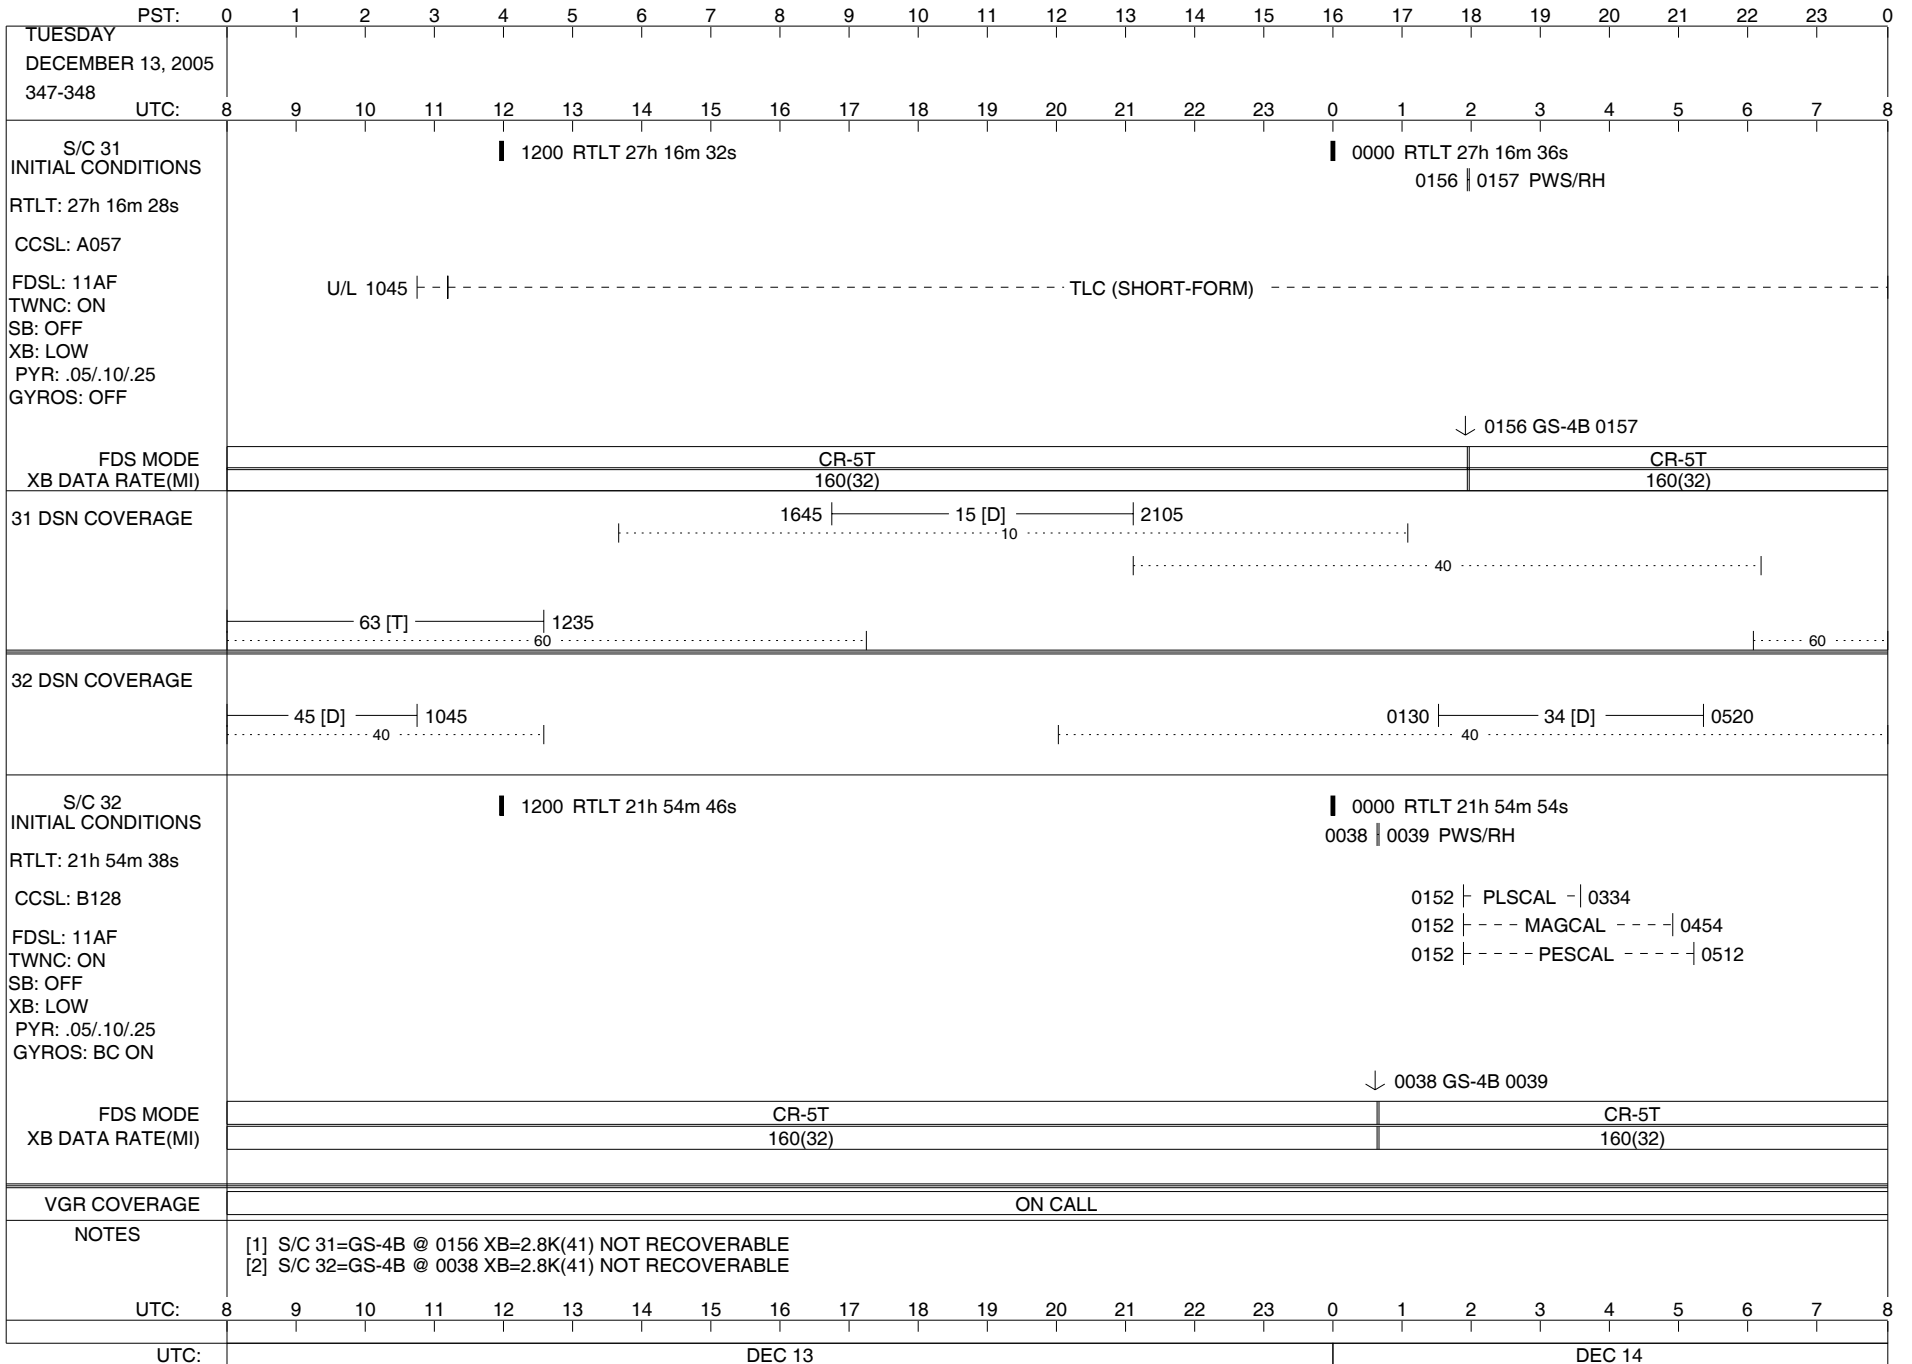 PST: 0 1 2 3 4 5 6 7 8 9 10 11 12 13 14 15 16 17 18 19 20 21 22 23 0
TUESDAY
DECEMBER 13, 2005
347-348
UTC: 8 9 10 11 12 13 14 15 16 17 18 19 20 21 22 23 0 1 2 3 4 5 6 7 8
S/C 31
INITIAL CONDITIONS
1200 RTLT 27h 16m 32s
0000 RTLT 27h 16m 36s
0156 0157 PWS/RH
RTLT: 27h 16m 28s
CCSL: A057
FDSL: 11AF
U/L 1045 TLC (SHORT-FORM)
TWNC: ON
SB: OFF
XB: LOW
PYR: .05/.10/.25
GYROS: OFF
0156 GS-4B 0157
FDS MODE CR-5T CR-5T
XB DATA RATE(MI) 160(32) 160(32)
31 DSN COVERAGE
1645 15 [D] 2105
10
40
63 [T] 1235
60 60
32 DSN COVERAGE
45 [D] 1045 0130 34 [D] 0520
40 40
S/C 32
INITIAL CONDITIONS
1200 RTLT 21h 54m 46s
0000 RTLT 21h 54m 54s
0038 0039 PWS/RH
RTLT: 21h 54m 38s
CCSL: B128
0152 PLSCAL 0334
0152 MAGCAL 0454
FDSL: 11AF
0152 PESCAL 0512
TWNC: ON
SB: OFF
XB: LOW
PYR: .05/.10/.25
GYROS: BC ON
0038 GS-4B 0039
FDS MODE CR-5T CR-5T
XB DATA RATE(MI) 160(32) 160(32)
VGR COVERAGE ON CALL
NOTES
[1] S/C 31=GS-4B @ 0156 XB=2.8K(41) NOT RECOVERABLE
[2] S/C 32=GS-4B @ 0038 XB=2.8K(41) NOT RECOVERABLE
UTC: 8 9 10 11 12 13 14 15 16 17 18 19 20 21 22 23 0 1 2 3 4 5 6 7 8
UTC: DEC 13 DEC 14